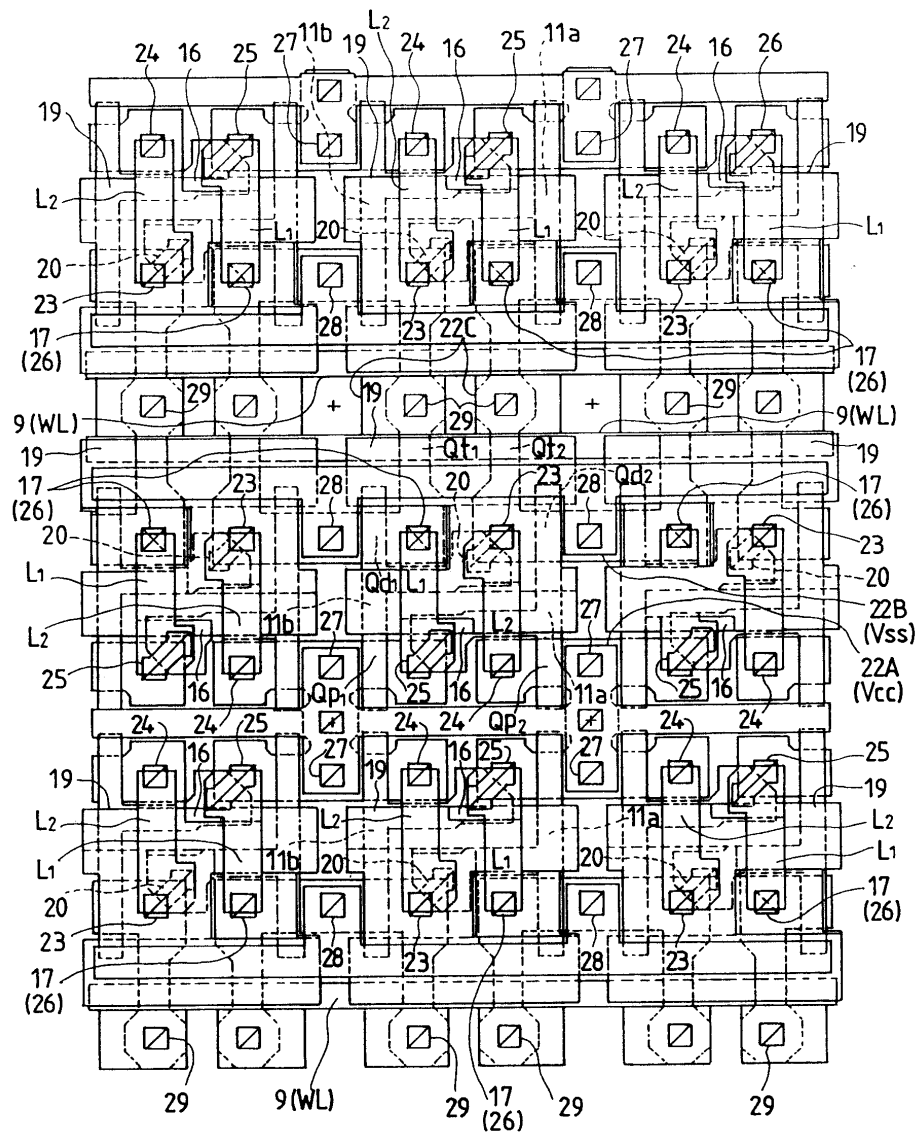 L2
24 16 25 27 11b 19 24 16 25 11a 27 24 16 26
19 19
L2 L2
L1 L1 L1
20 20 20
23 23 23
17 28 22C 28 17
(26) (26)
29 29 29
9(WL) 19 9(WL)
19 Qt1 Qt2 19
17 23 28 20 23 Qd2 28 17
(26) (26)
20 23
L1 Qd1 L1 20
L2 11b 27 L2 27 22B
16 16 (Vss)
25 25 11a 25 16 22A
16 24 Qp1 24 Qp2 24 (Vcc)
24 24 25 24 16 25 24 25
19 16 27 19 27 19
L2 L2 11a L2
L1 11b 20 L1 20 L1
20 17
23 (26)
17 28 23 28 23
(26)
29 29 29
29 9(WL) 29 17 29
(26)